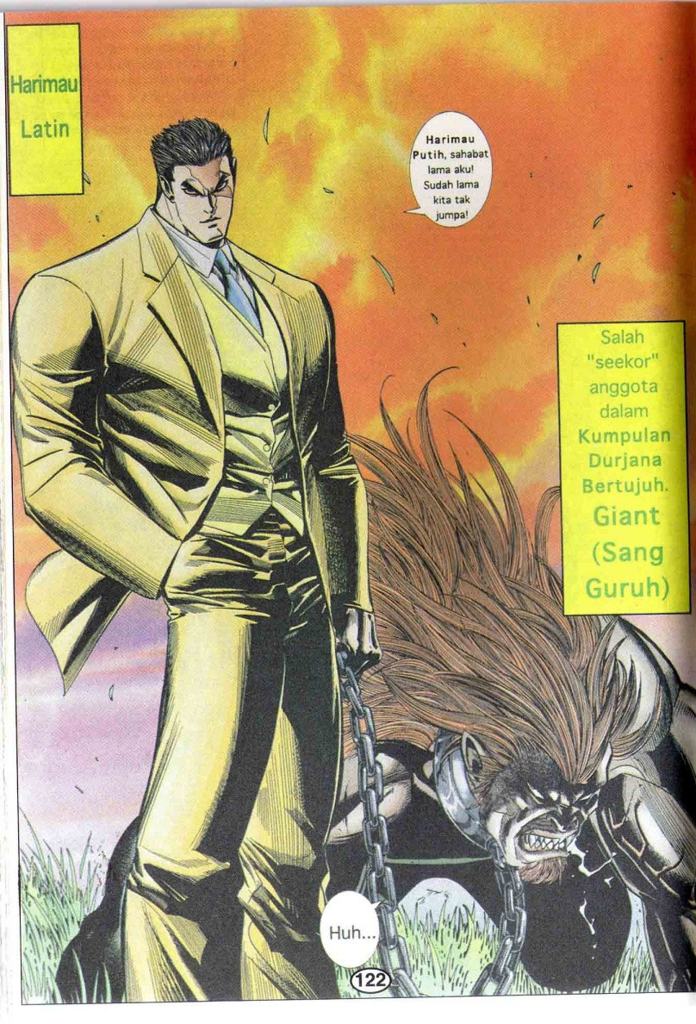 Harimau
Latin
Harimau
Putih, sahabat
lama aku!
Sudah lama
kita tak
jumpa!
Salah
"seekor"
anggota
dalam
Kumpulan
Durjana
Bertujuh.
Giant
(Sang
Guruh)
Huh...
122